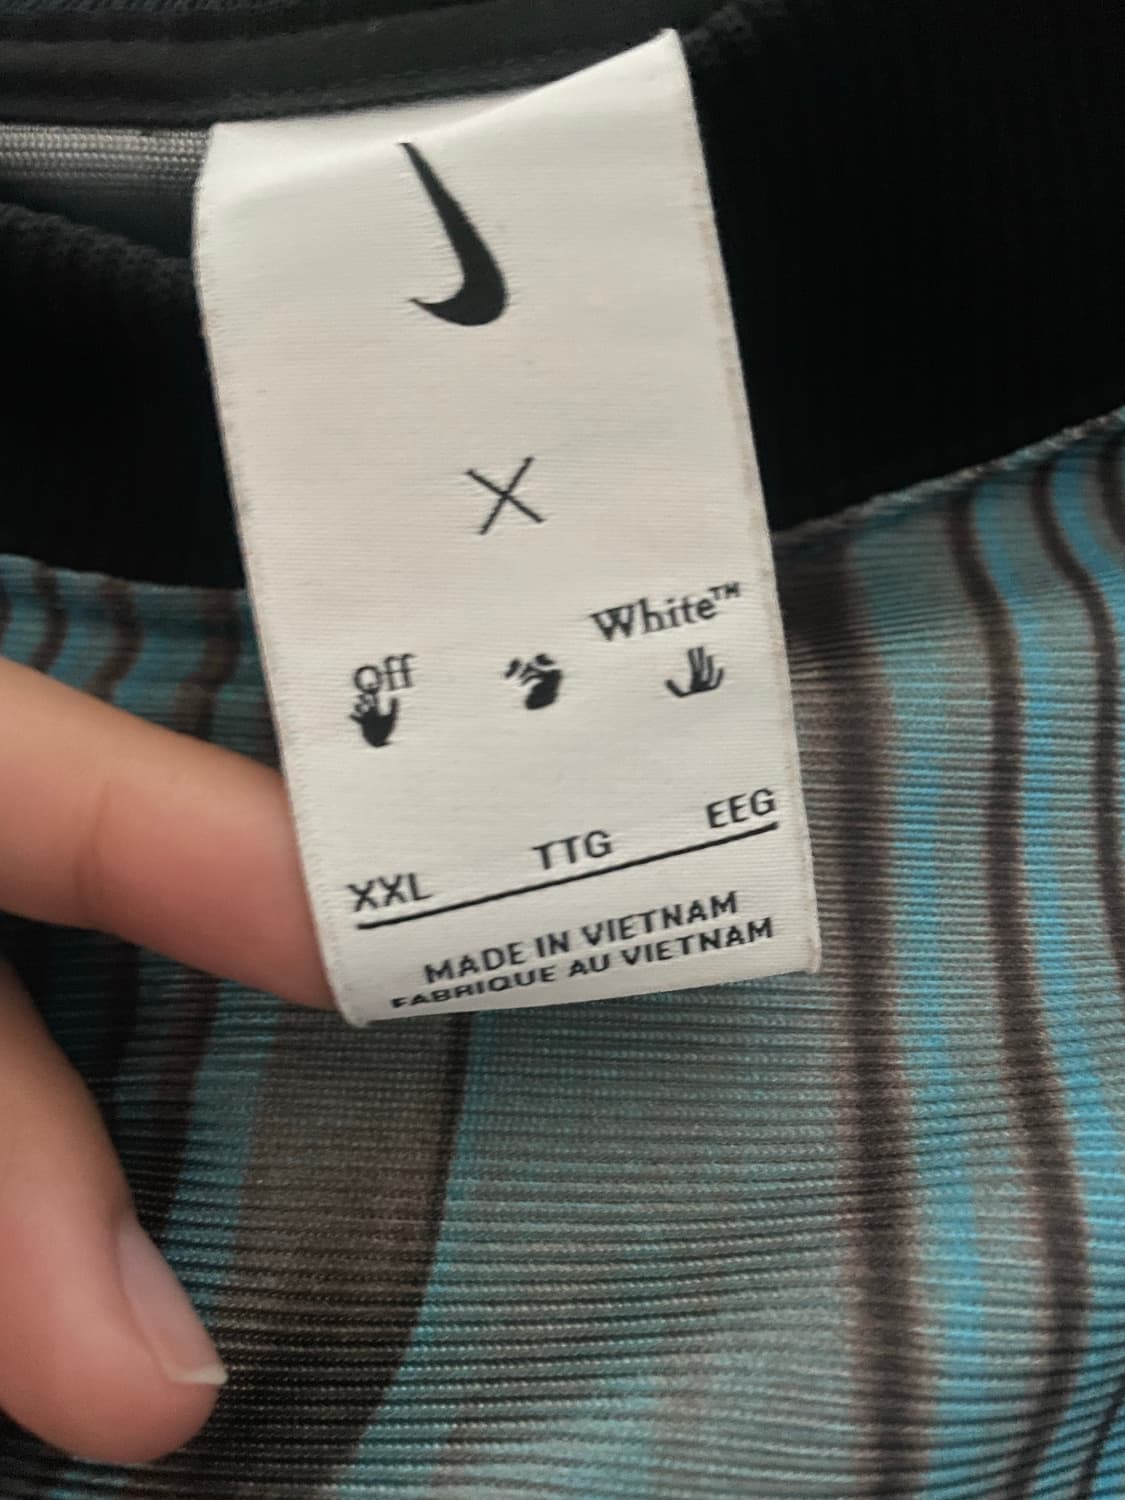 X
Off White™
XXL TTG EEG
MADE IN VIETNAM
FABRIQUE AU VIETNAM